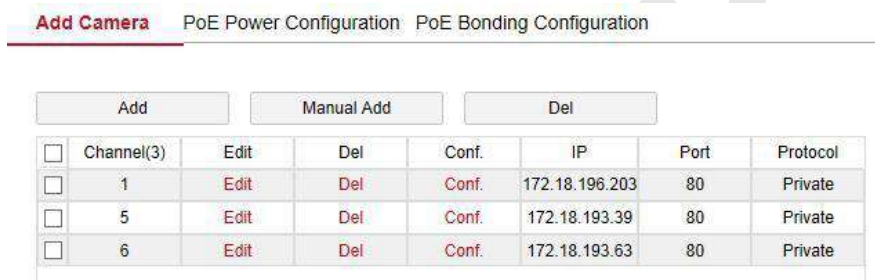 Add Camera PoE Power Configuration PoE Bonding Configuration
Add Manual Add Del
Channel(3) Edit Del Conf. IP Port Protocol
1 Edit Del Conf. 172.18.196.203 80 Private
5 Edit Del Conf. 172.18.193.39 80 Private
6 Edit Del Conf. 172.18.193.63 80 Private